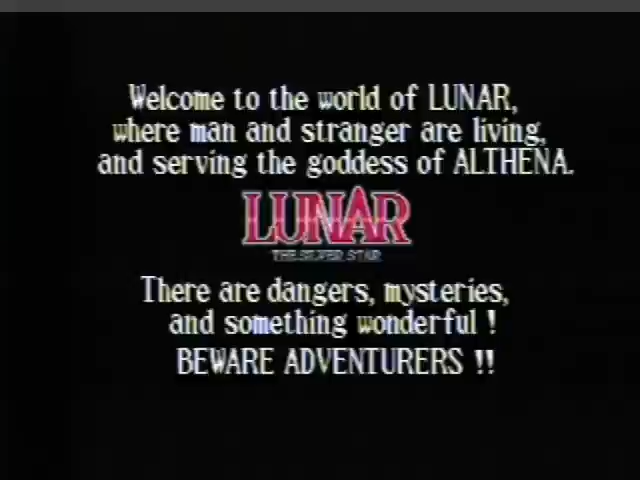 Welcome to the world of LUNAR,
where man and stranger are living,
and serving the goddess of ALTHENA.
LUNAR
THE SILVER STAR
There are dangers, mysteries,
and something wonderful !
BEWARE ADVENTURERS !!